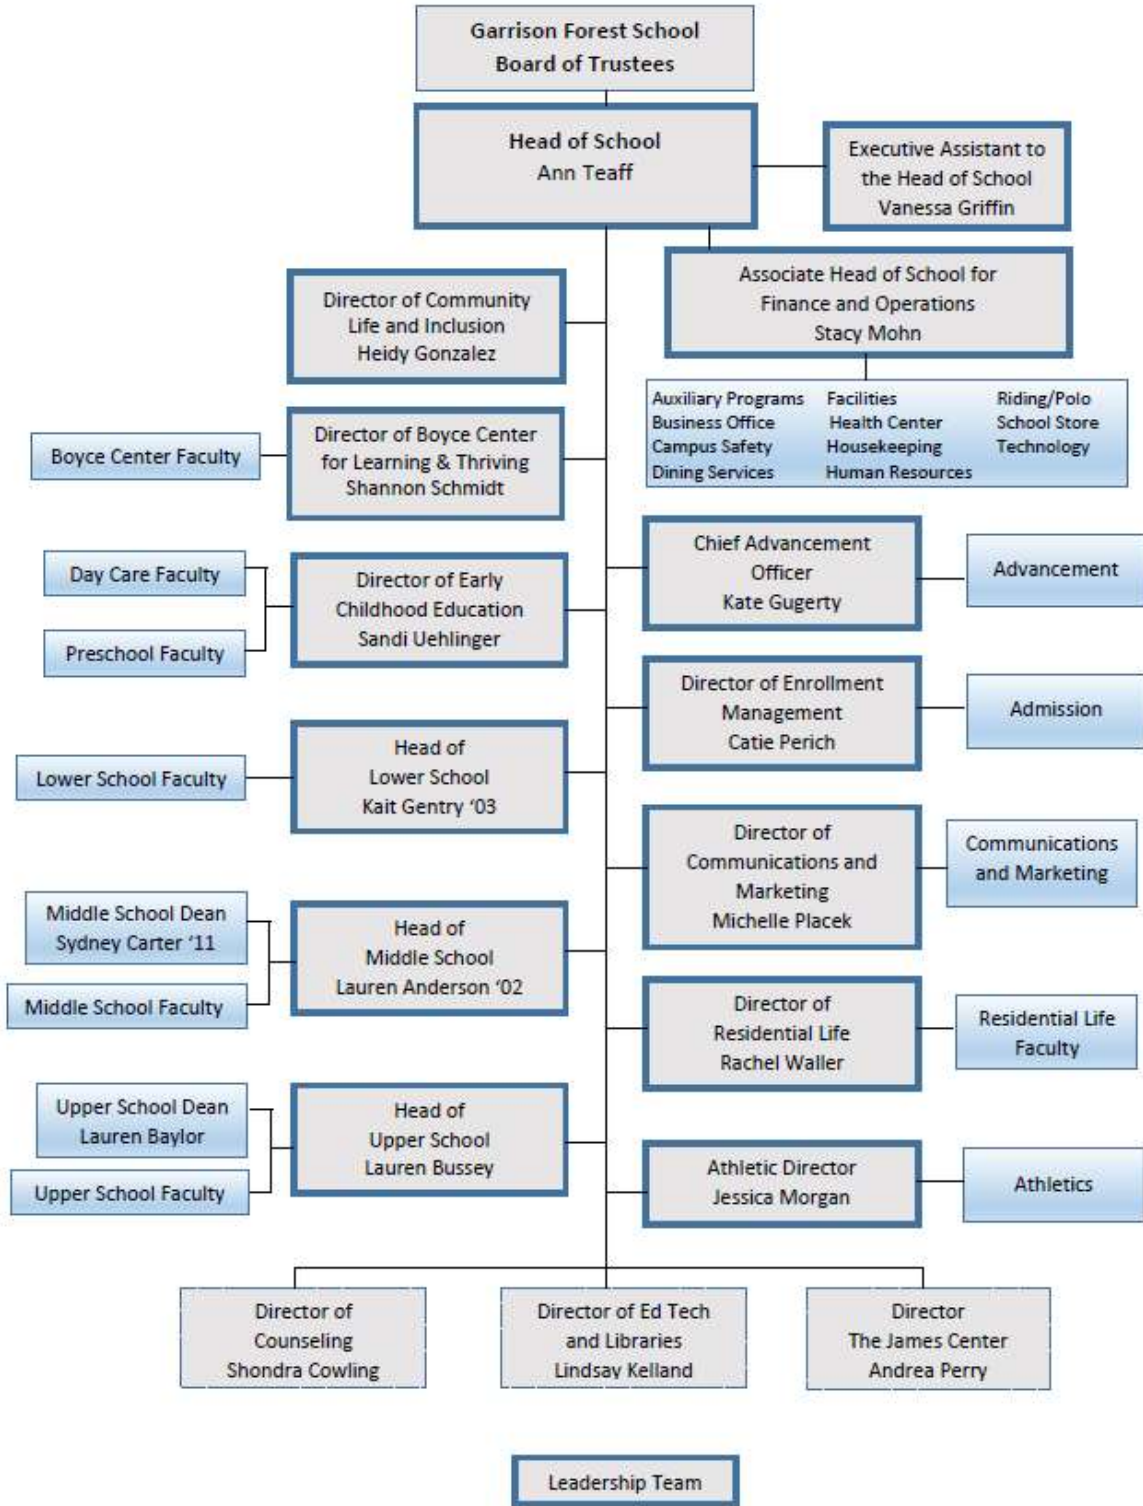 Garrison Forest School
Board of Trustees
Head of School
Ann Teaff
Executive Assistant to
the Head of School
Vanessa Griffin
Associate Head of School for
Finance and Operations
Stacy Mohn
Auxiliary Programs Facilities Riding/Polo
Business Office Health Center School Store
Campus Safety Housekeeping Technology
Dining Services Human Resources
Director of Community
Life and Inclusion
Heidy Gonzalez
Boyce Center Faculty
Director of Boyce Center
for Learning & Thriving
Shannon Schmidt
Chief Advancement
Officer
Kate Gugerty
Advancement
Day Care Faculty
Preschool Faculty
Director of Early
Childhood Education
Sandi Uehlinger
Director of Enrollment
Management
Catie Perich
Admission
Lower School Faculty
Head of
Lower School
Kait Gentry ‘03
Director of
Communications and
Marketing
Michelle Placek
Communications
and Marketing
Middle School Dean
Sydney Carter ‘11
Middle School Faculty
Head of
Middle School
Lauren Anderson ‘02
Director of
Residential Life
Rachel Waller
Residential Life
Faculty
Upper School Dean
Lauren Baylor
Upper School Faculty
Head of
Upper School
Lauren Bussey
Athletic Director
Jessica Morgan
Athletics
Director of
Counseling
Shondra Cowling
Director of Ed Tech
and Libraries
Lindsay Kelland
Director
The James Center
Andrea Perry
Leadership Team